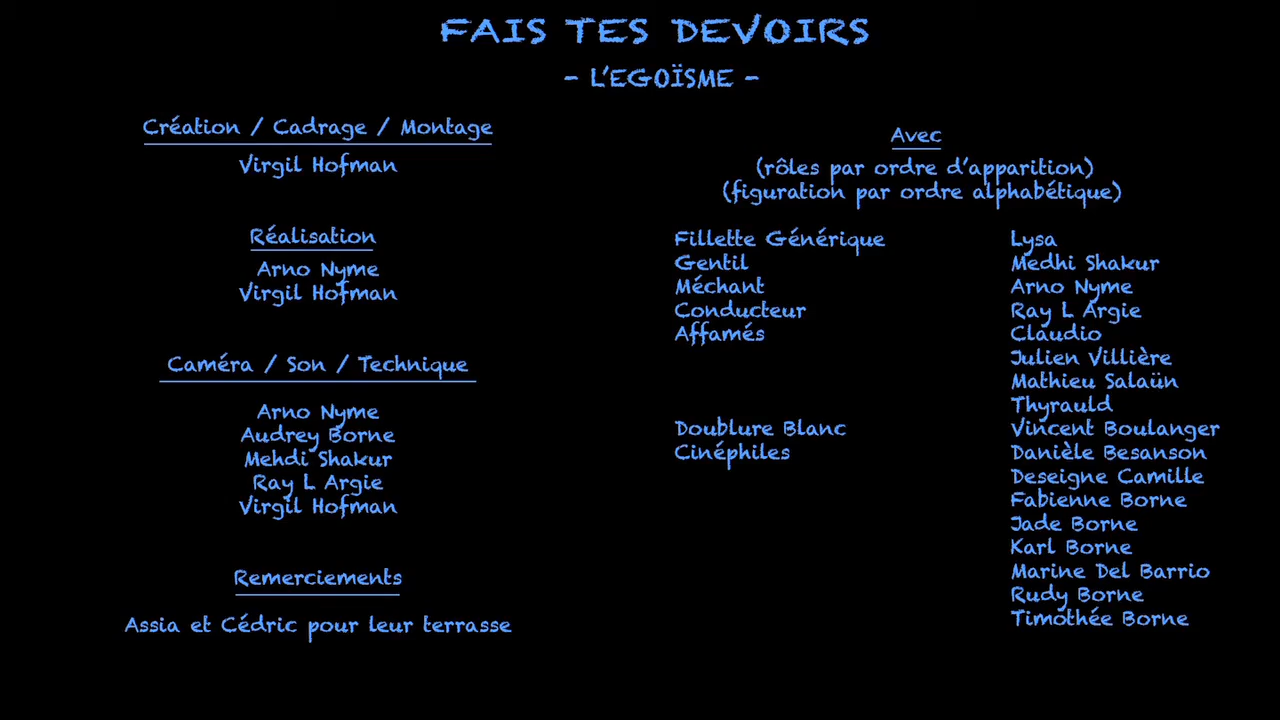 FAIS TES DEVOIRS
- L'EGOÏSME -
Création / Cadrage / Montage
Virgil Hofman
Réalisation
Arno Nyme
Virgil Hofman
Caméra / Son / Technique
Arno Nyme
Audrey Borne
Mehdi Shakur
Ray L Argie
Virgil Hofman
Remerciements
Assia et Cédric pour leur terrasse
Avec
(rôles par ordre d'apparition)
(figuration par ordre alphabétique)
Fillette Générique Lysa
Gentil Medhi Shakur
Méchant Arno Nyme
Conducteur Ray L Argie
Affamés Claudio
Julien Villière
Mathieu Salaün
Thyrauld
Doublure Blanc Vincent Boulanger
Cinéphiles Danièle Besanson
Deseigne Camille
Fabienne Borne
Jade Borne
Karl Borne
Marine Del Barrio
Rudy Borne
Timothée Borne